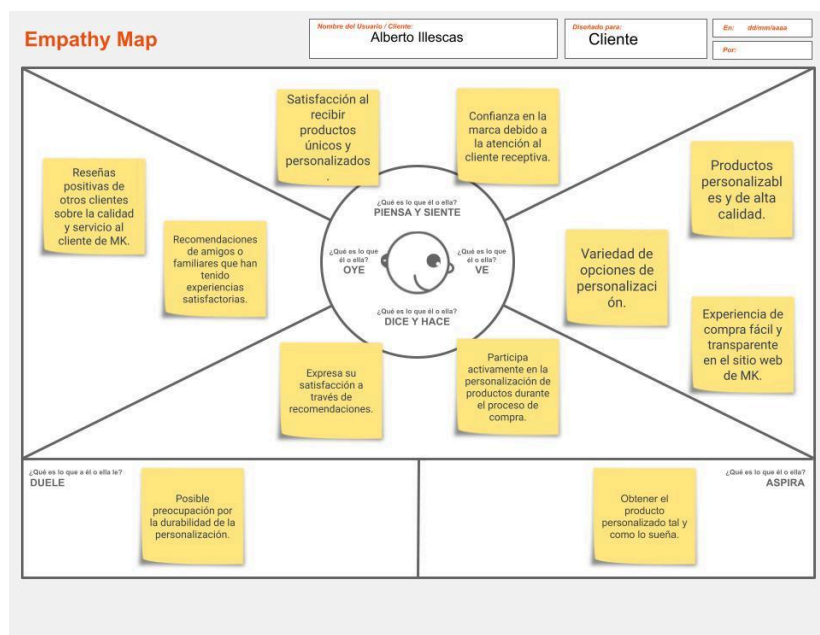 Empathy Map
Nombre del Usuario / Cliente:
Alberto Illescas
Diseñado para:
Cliente
En: dd/mm/aaaa
Por:
Satisfacción al
recibir
productos
únicos y
personalizados
.
Confianza en la
marca debido a
la atención al
cliente receptiva.
Reseñas
positivas de
otros clientes
sobre la calidad
y servicio al
cliente de MK.
Recomendaciones
de amigos o
familiares que han
tenido
experiencias
satisfactorias.
¿Qué es lo que él o ella?
PIENSA Y SIENTE
¿Qué es lo que
él o ella?
OYE
¿Qué es lo que
él o ella?
VE
¿Qué es lo que él o ella?
DICE Y HACE
Productos
personalizabl
es y de alta
calidad.
Variedad de
opciones de
personalizaci
ón.
Experiencia de
compra fácil y
transparente
en el sitio web
de MK.
Expresa su
satisfacción a
través de
recomendaciones.
Participa
activamente en la
personalización de
productos durante
el proceso de
compra.
¿Qué es lo que a él o ella le?
DUELE
Posible
preocupación por
la durabilidad de la
personalización.
¿Qué es lo que él o ella?
ASPIRA
Obtener el
producto
personalizado tal y
como lo sueña.